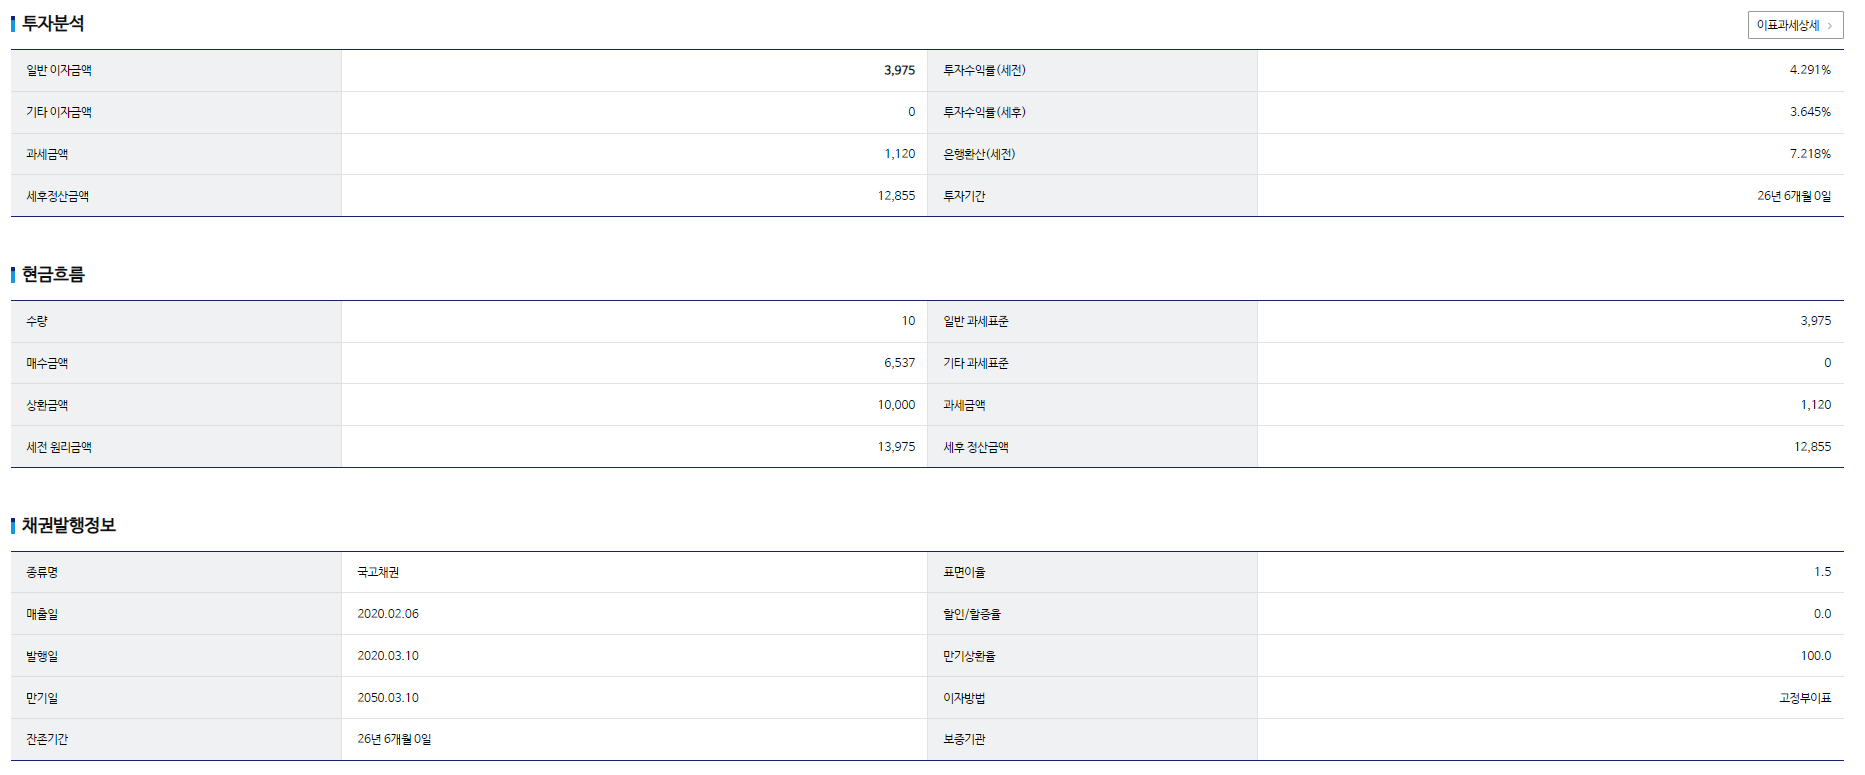 투자분석
이표과세상세 >
일반 이자금액 3,975 투자수익률(세전) 4.291%
기타 이자금액 0 투자수익률(세후) 3.645%
과세금액 1,120 은행환산(세전) 7.218%
세후정산금액 12,855 투자기간 26년 6개월 0일
현금흐름
수량 10 일반 과세표준 3,975
매수금액 6,537 기타 과세표준 0
상환금액 10,000 과세금액 1,120
세전 원리금액 13,975 세후 정산금액 12,855
채권발행정보
종류명 국고채권 표면이율 1.5
매출일 2020.02.06 할인/할증율 0.0
발행일 2020.03.10 만기상환율 100.0
만기일 2050.03.10 이자방법 고정부이표
잔존기간 26년 6개월 0일 보증기관